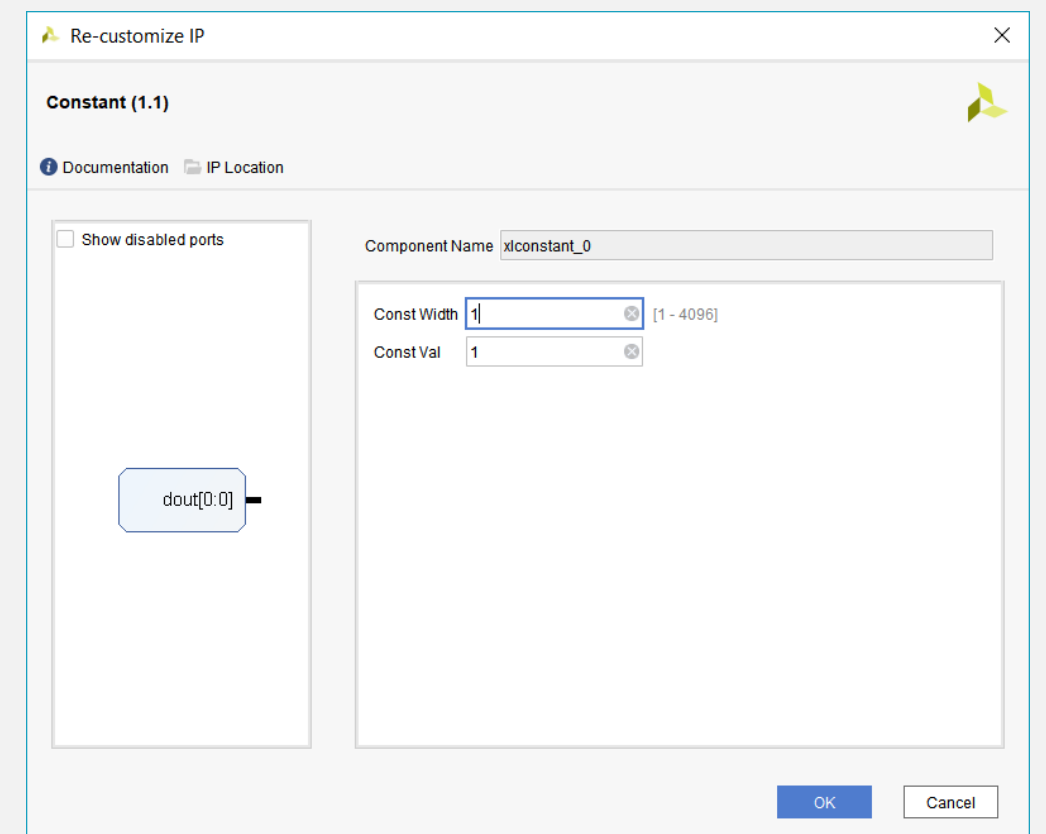 Re-customize IP
Constant (1.1)
Documentation IP Location
Show disabled ports
dout[0:0]
Component Name xlconstant_0
Const Width 1 [1 - 4096]
Const Val 1
OK Cancel